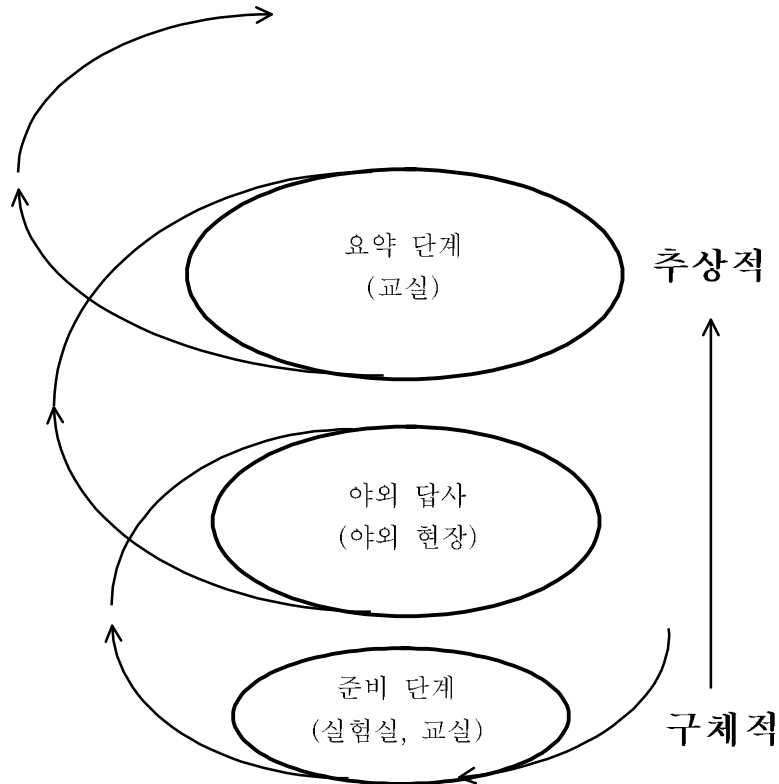 요약 단계
(교실)
추상적
야외 답사
(야외 현장)
준비 단계
(실험실, 교실)
구체적